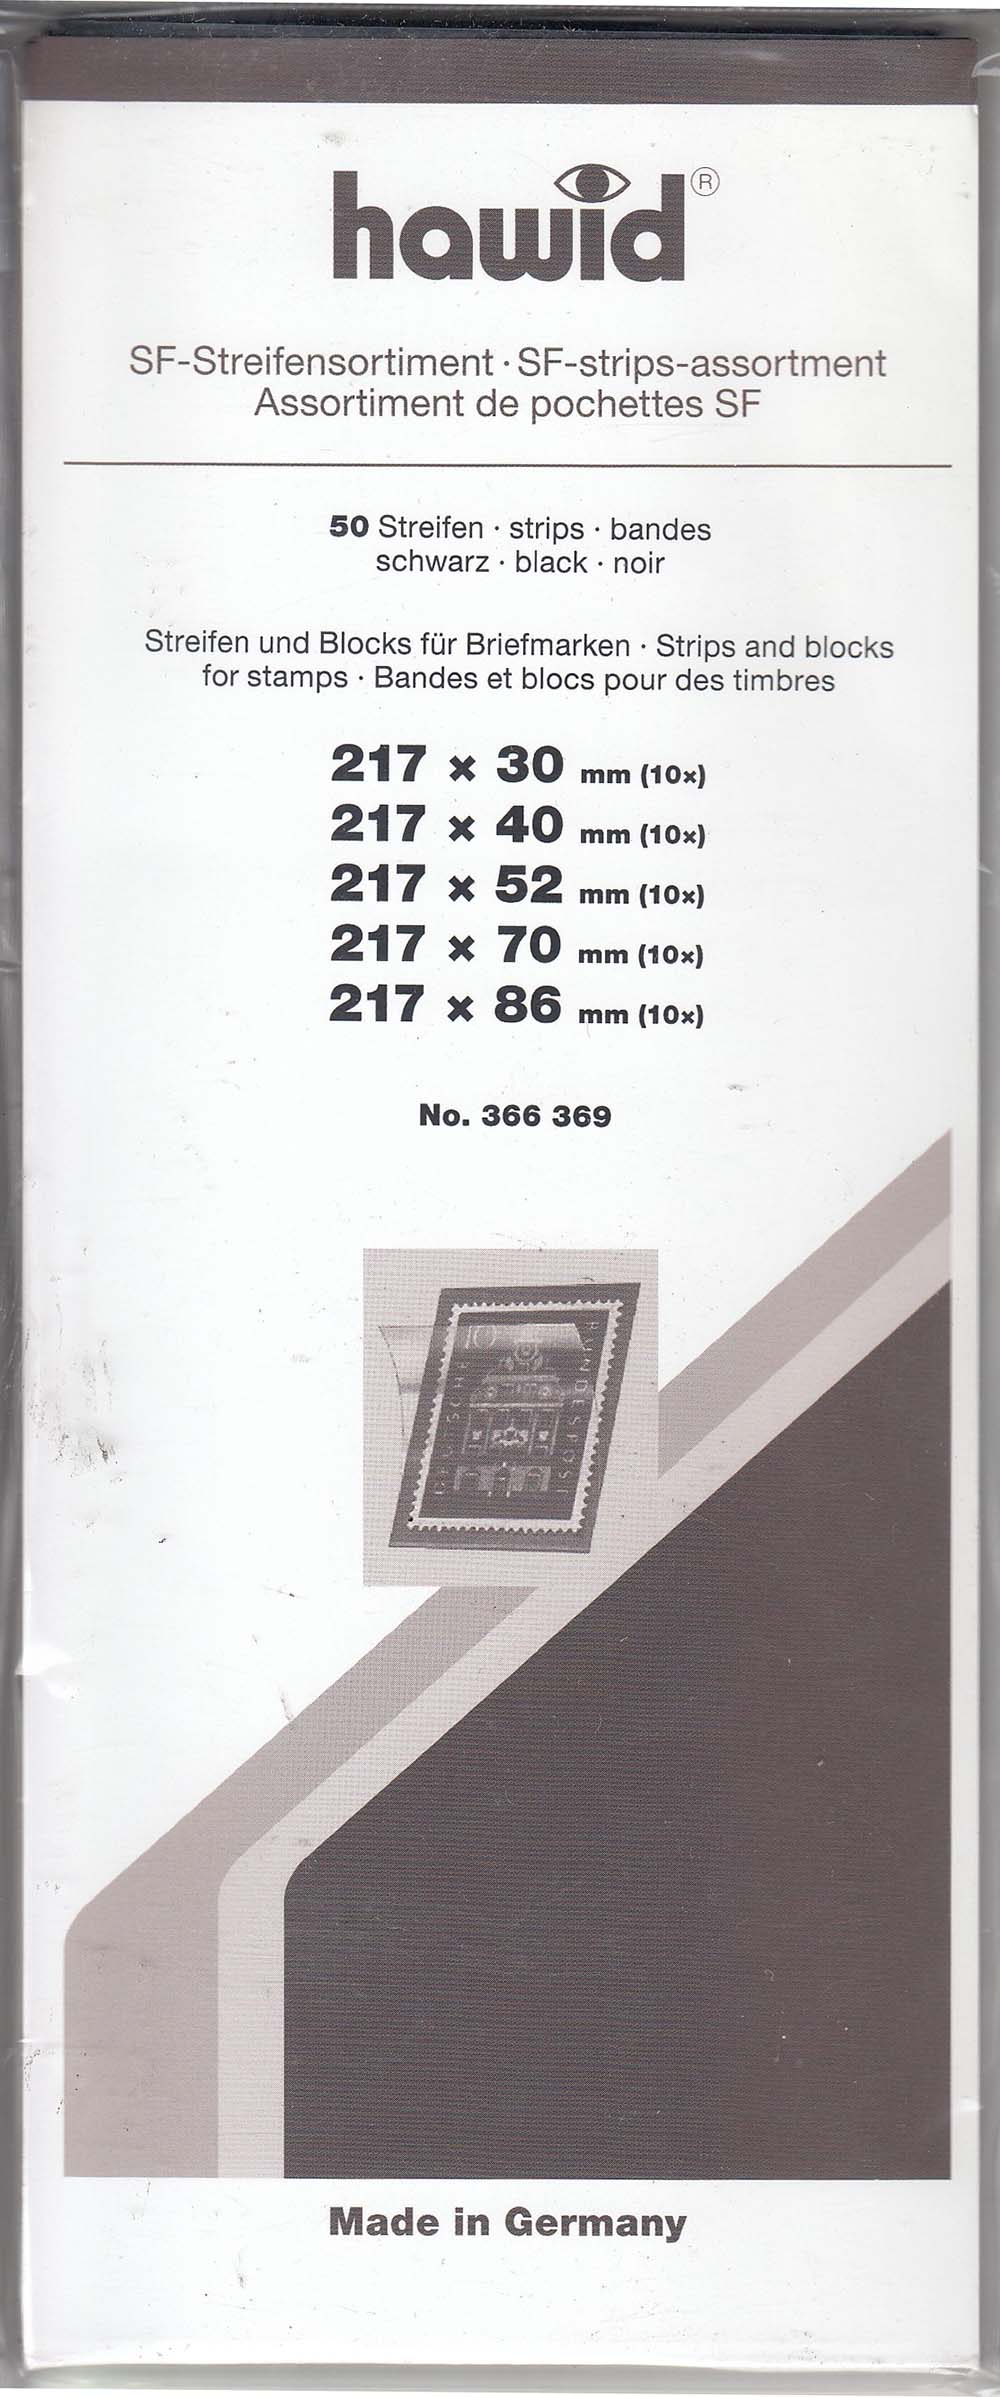 hawid®
SF-Streifensortiment · SF-strips-assortment
Assortiment de pochettes SF
50 Streifen · strips · bandes
schwarz · black · noir
Streifen und Blocks für Briefmarken · Strips and blocks
for stamps · Bandes et blocs pour des timbres
217 × 30 mm (10×)
217 × 40 mm (10×)
217 × 52 mm (10×)
217 × 70 mm (10×)
217 × 86 mm (10×)
No. 366 369
10
DEUTSCHE
BUNDESPOST
Made in Germany